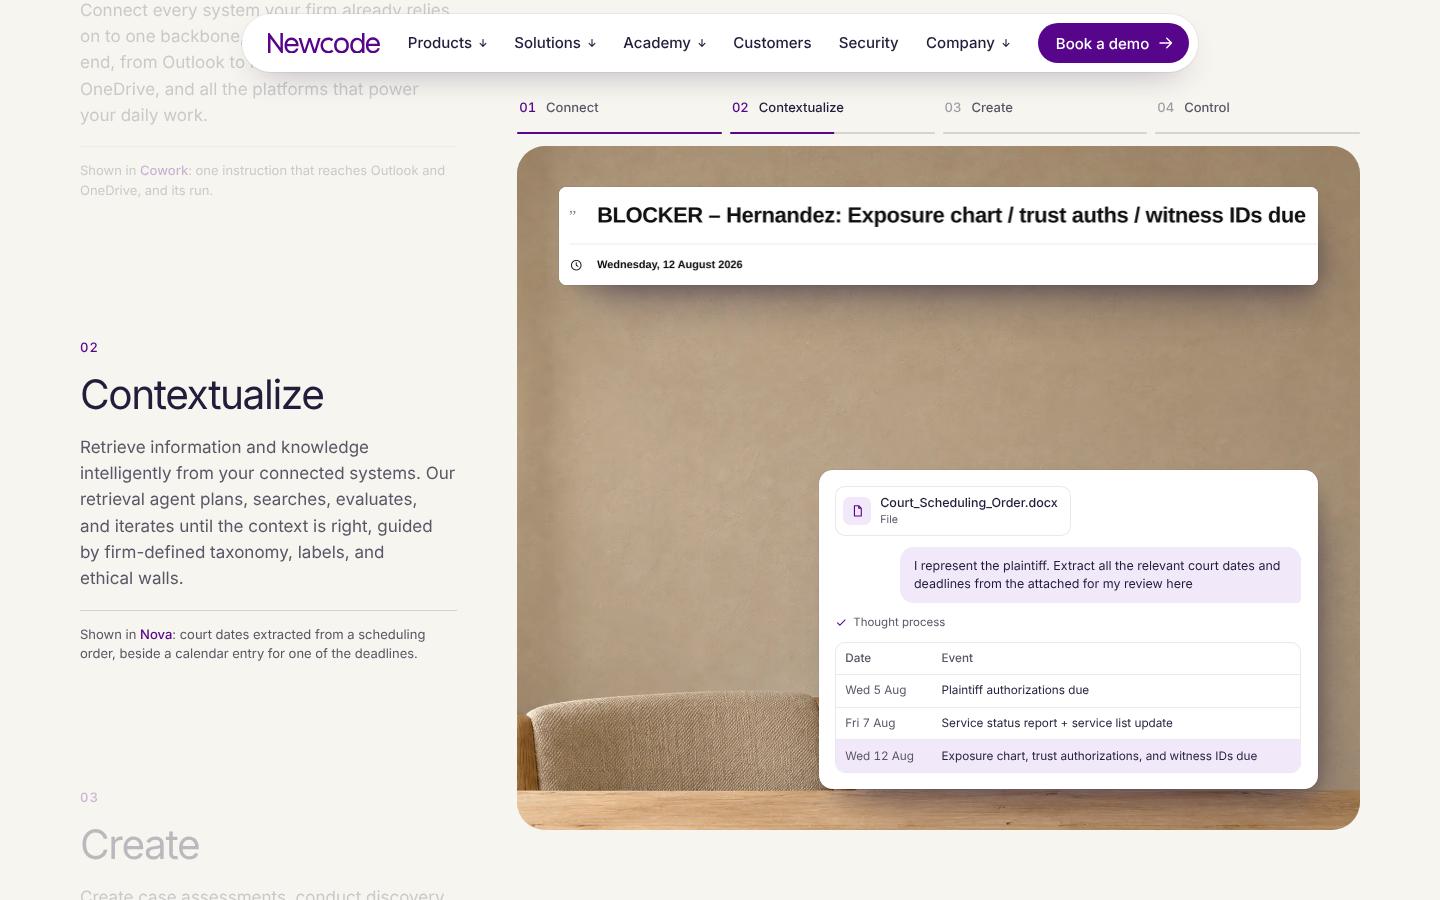 Connect every system your firm already relies
on to one backbone,
end, from Outlook to
OneDrive, and all the platforms that power
your daily work.
Shown in Cowork: one instruction that reaches Outlook and
OneDrive, and its run.
Newcode
Products
Solutions
Academy
Customers
Security
Company
Book a demo
01 Connect
02 Contextualize
03 Create
04 Control
02
Contextualize
Retrieve information and knowledge
intelligently from your connected systems. Our
retrieval agent plans, searches, evaluates,
and iterates until the context is right, guided
by firm-defined taxonomy, labels, and
ethical walls.
Shown in Nova: court dates extracted from a scheduling
order, beside a calendar entry for one of the deadlines.
03
Create
Create case assessments, conduct discovery
BLOCKER – Hernandez: Exposure chart / trust auths / witness IDs due
Wednesday, 12 August 2026
Court_Scheduling_Order.docx
File
I represent the plaintiff. Extract all the relevant court dates and
deadlines from the attached for my review here
Thought process
Date Event
Wed 5 Aug Plaintiff authorizations due
Fri 7 Aug Service status report + service list update
Wed 12 Aug Exposure chart, trust authorizations, and witness IDs due